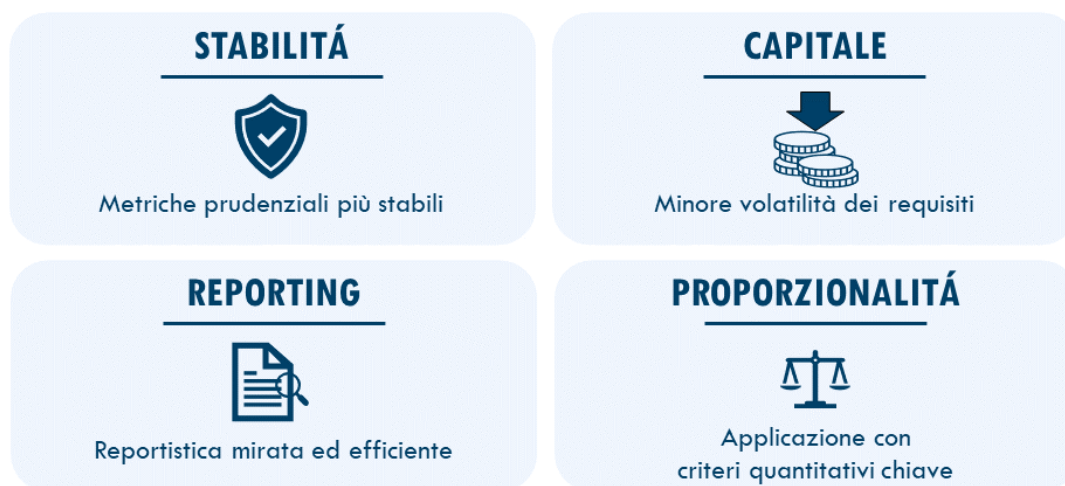 STABILITÁ
Metriche prudenziali più stabili
CAPITALE
Minore volatilità dei requisiti
REPORTING
Reportistica mirata ed efficiente
PROPORZIONALITÁ
Applicazione con
criteri quantitativi chiave